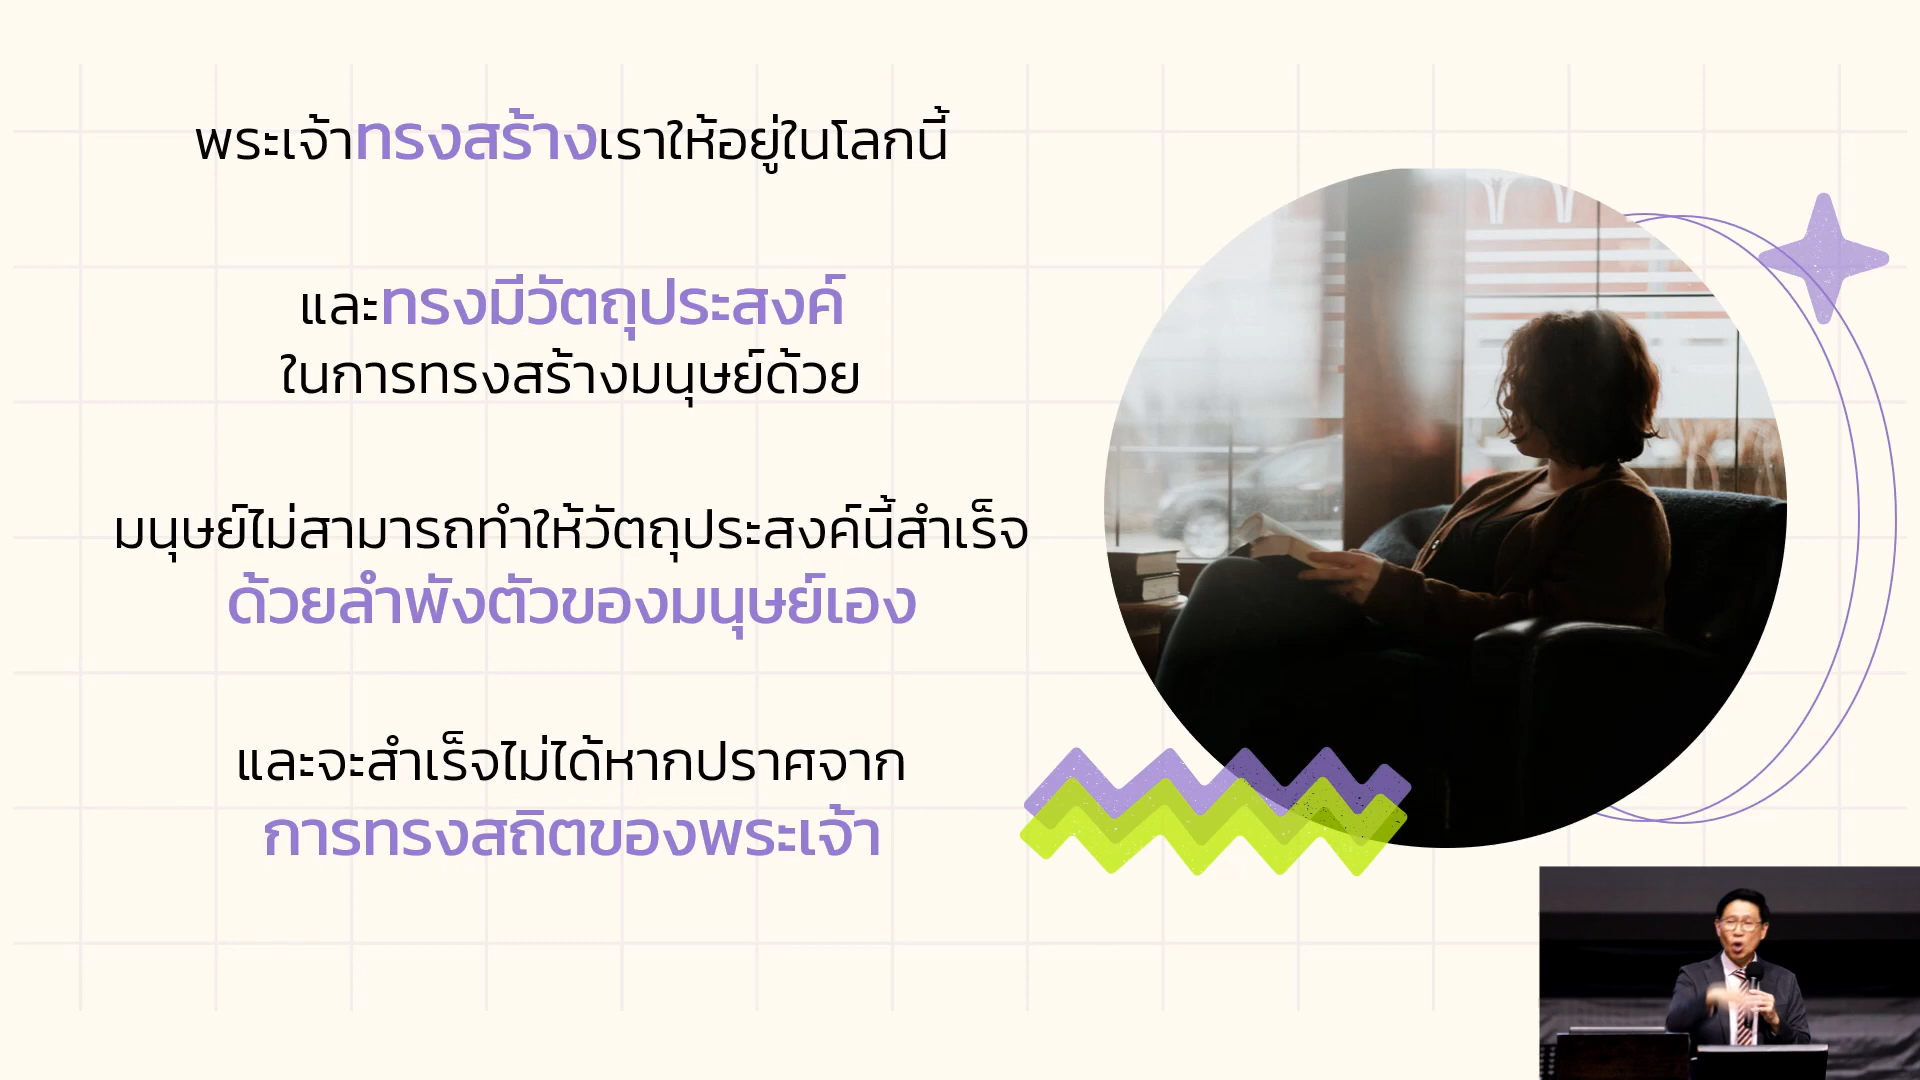 พระเจ้าทรงสร้างเราให้อยู่ในโลกนี้
และทรงมีวัตถุประสงค์
ในการทรงสร้างมนุษย์ด้วย
มนุษย์ไม่สามารถทำให้วัตถุประสงค์นี้สำเร็จ
ด้วยลำพังตัวของมนุษย์เอง
และจะสำเร็จไม่ได้หากปราศจาก
การทรงสถิตของพระเจ้า